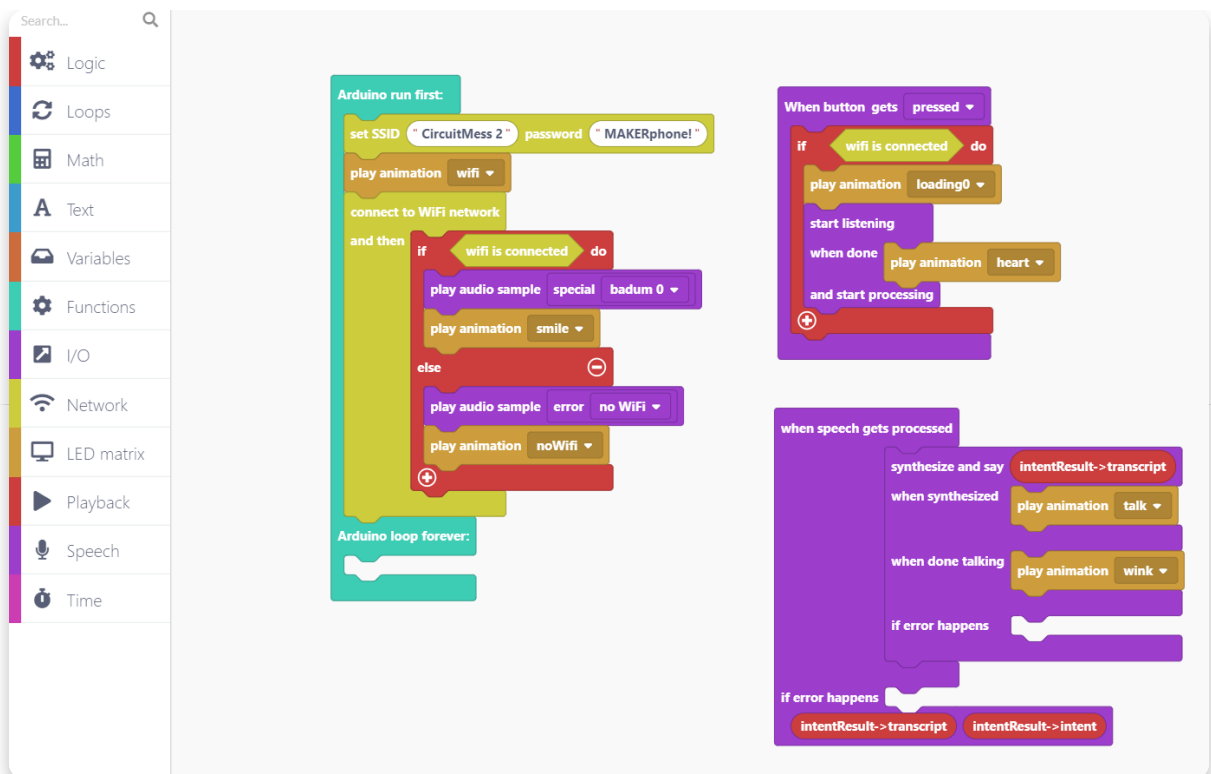 Search...
Logic
Loops
Math
Text
Variables
Functions
I/O
Network
LED matrix
Playback
Speech
Time
Arduino run first:
set SSID " CircuitMess 2 " password " MAKERphone! "
play animation wifi
connect to WiFi network
and then
if wifi is connected do
play audio sample special badum 0
play animation smile
else
play audio sample error no WiFi
play animation noWifi
Arduino loop forever:
When button gets pressed
if wifi is connected do
play animation loading0
start listening
when done play animation heart
and start processing
when speech gets processed
synthesize and say intentResult->transcript
when synthesized play animation talk
when done talking play animation wink
if error happens
if error happens
intentResult->transcript intentResult->intent